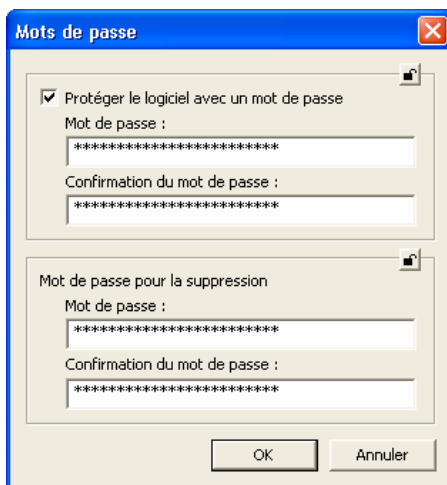 Mots de passe
Protéger le logiciel avec un mot de passe
Mot de passe :
************************
Confirmation du mot de passe :
************************
Mot de passe pour la suppression
Mot de passe :
************************
Confirmation du mot de passe :
************************
OK Annuler